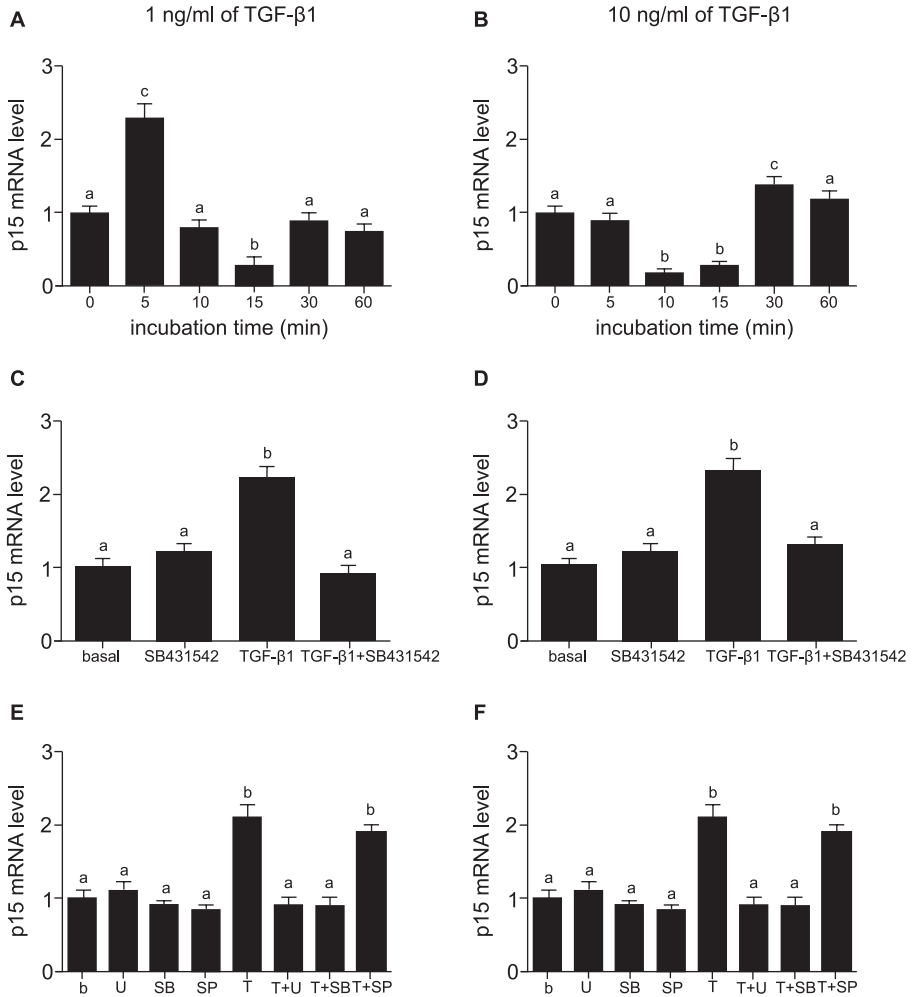 A
1 ng/ml of TGF-β1
B
10 ng/ml of TGF-β1
p15 mRNA level
3
2
1
0
a
c
a
b
a
a
0 5 10 15 30 60
incubation time (min)
p15 mRNA level
3
2
1
0
a
a
b
b
c
a
0 5 10 15 30 60
incubation time (min)
C
p15 mRNA level
3
2
1
0
a
a
b
a
basal SB431542 TGF-β1 TGF-β1+SB431542
D
p15 mRNA level
3
2
1
0
a
a
b
a
basal SB431542 TGF-β1 TGF-β1+SB431542
E
p15 mRNA level
3
2
1
0
a
a
a
a
b
a
a
b
b U SB SP T T+U T+SB T+SP
F
p15 mRNA level
3
2
1
0
a
a
a
a
b
a
a
b
b U SB SP T T+U T+SB T+SP